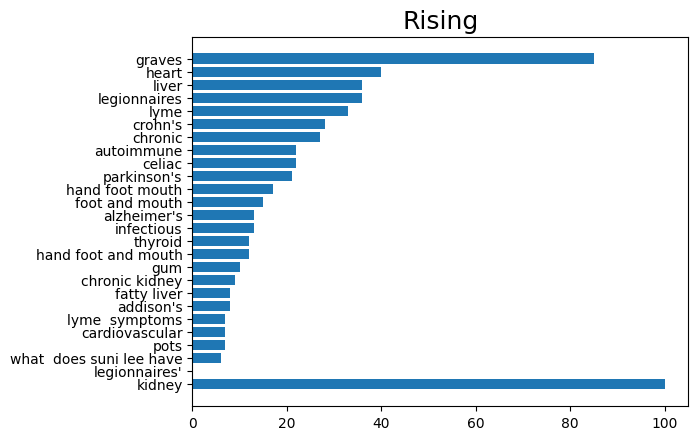 Rising
graves
heart
liver
legionnaires
lyme
crohn's
chronic
autoimmune
celiac
parkinson's
hand foot mouth
foot and mouth
alzheimer's
infectious
thyroid
hand foot and mouth
gum
chronic kidney
fatty liver
addison's
lyme  symptoms
cardiovascular
pots
what  does suni lee have
legionnaires'
kidney
0 20 40 60 80 100